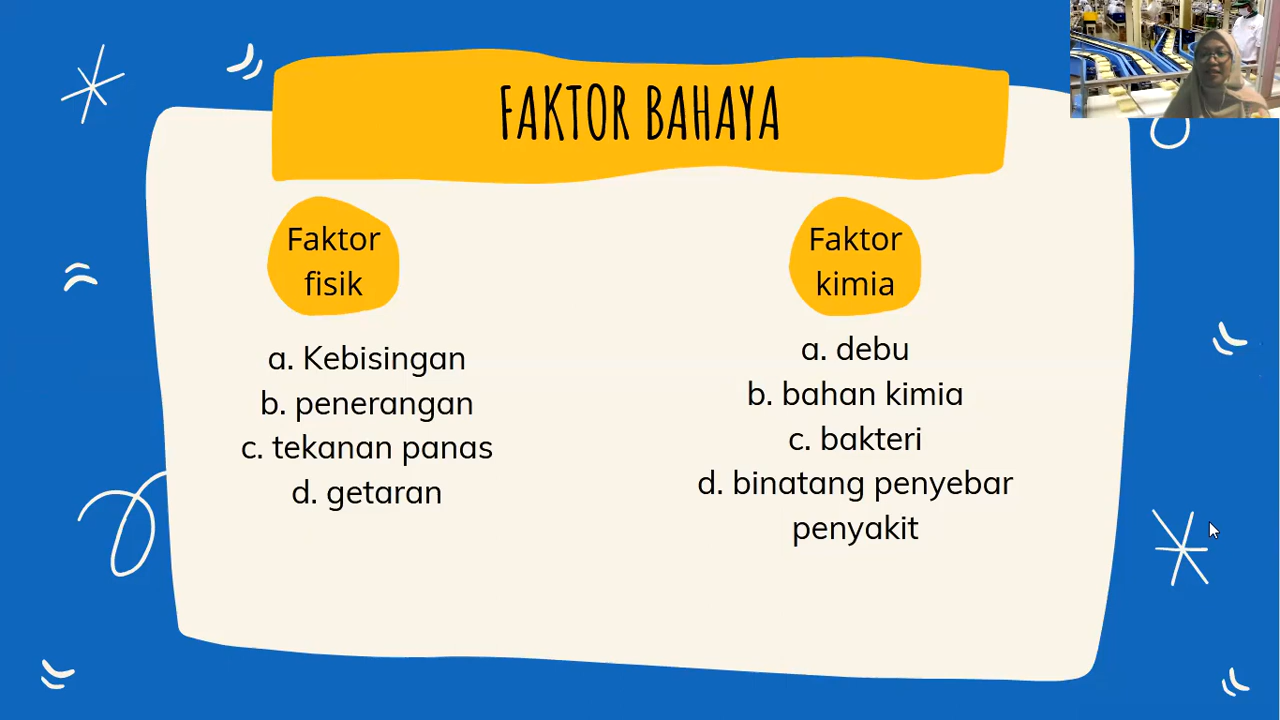 FAKTOR BAHAYA
Faktor
fisik
a. Kebisingan
b. penerangan
c. tekanan panas
d. getaran
Faktor
kimia
a. debu
b. bahan kimia
c. bakteri
d. binatang penyebar
penyakit